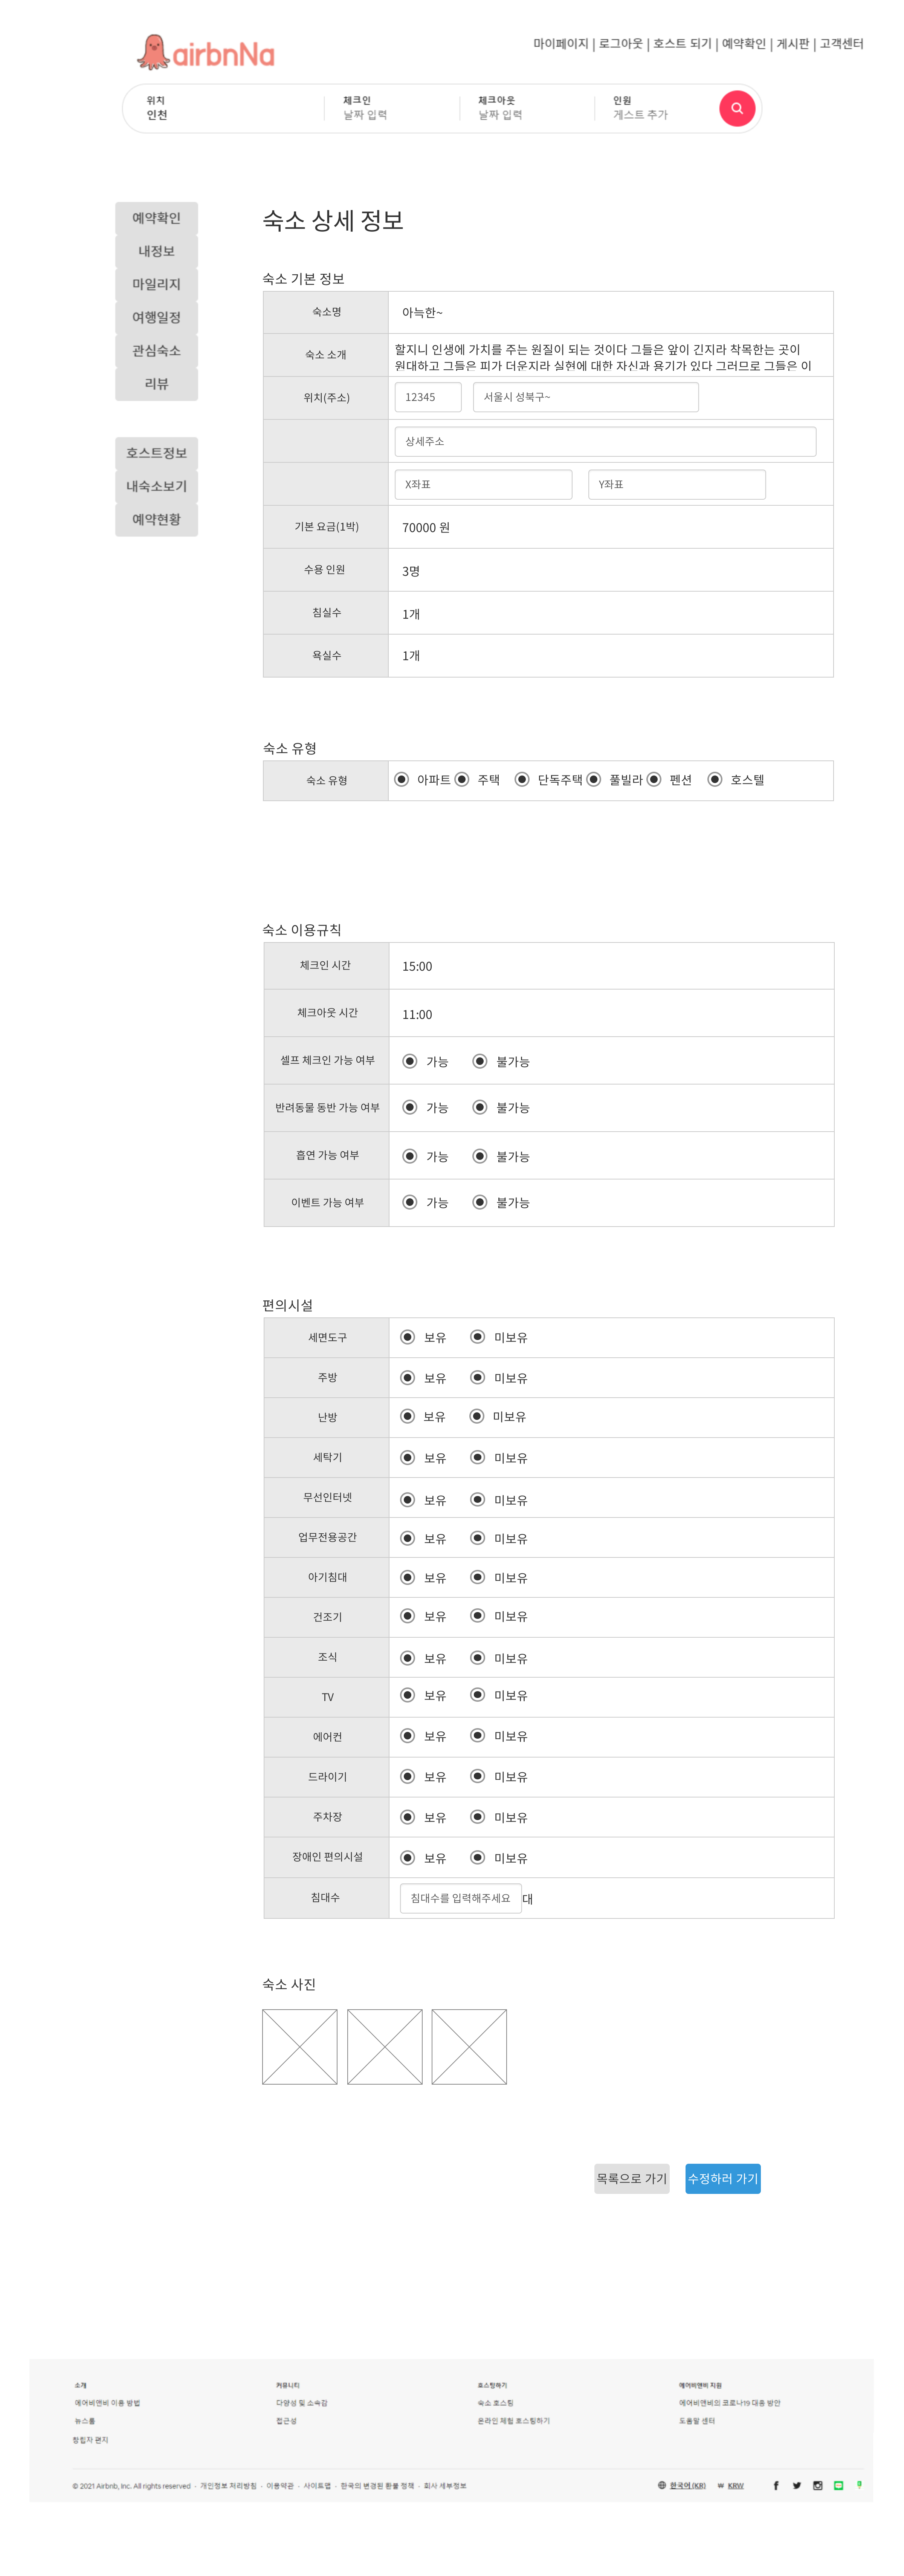 airbnNa
마이페이지 | 로그아웃 | 호스트 되기 | 예약확인 | 게시판 | 고객센터
위치 체크인 체크아웃 인원
인천 날짜 입력 날짜 입력 게스트 추가
예약확인
내정보
마일리지
여행일정
관심숙소
리뷰
호스트정보
내숙소보기
예약현황
숙소 상세 정보
숙소 기본 정보
숙소명 아늑한~
숙소 소개 할지니 인생에 가치를 주는 원질이 되는 것이다 그들은 앞이 긴지라 착목한는 곳이
원대하고 그들은 피가 더운지라 실현에 대한 자신과 용기가 있다 그러므로 그들은 이
위치(주소) 12345 서울시 성북구~
상세주소
X좌표 Y좌표
기본 요금(1박) 70000 원
수용 인원 3명
침실수 1개
욕실수 1개
숙소 유형
숙소 유형 아파트 주택 단독주택 풀빌라 펜션 호스텔
숙소 이용규칙
체크인 시간 15:00
체크아웃 시간 11:00
셀프 체크인 가능 여부 가능 불가능
반려동물 동반 가능 여부 가능 불가능
흡연 가능 여부 가능 불가능
이벤트 가능 여부 가능 불가능
편의시설
세면도구 보유 미보유
주방 보유 미보유
난방 보유 미보유
세탁기 보유 미보유
무선인터넷 보유 미보유
업무전용공간 보유 미보유
아기침대 보유 미보유
건조기 보유 미보유
조식 보유 미보유
TV 보유 미보유
에어컨 보유 미보유
드라이기 보유 미보유
주차장 보유 미보유
장애인 편의시설 보유 미보유
침대수 침대수를 입력해주세요 대
숙소 사진
목록으로 가기 수정하러 가기
소개 커뮤니티 호스팅하기 에어비앤비 지원
에어비앤비 이용 방법 다양성 및 소속감 숙소 호스팅 에어비앤비의 코로나19 대응 방안
뉴스룸 접근성 온라인 체험 호스팅하기 도움말 센터
창립자 편지
© 2021 Airbnb, Inc. All rights reserved · 개인정보 처리방침 · 이용약관 · 사이트맵 · 한국의 변경된 환불 정책 · 회사 세부정보 한국어 (KR) ₩ KRW